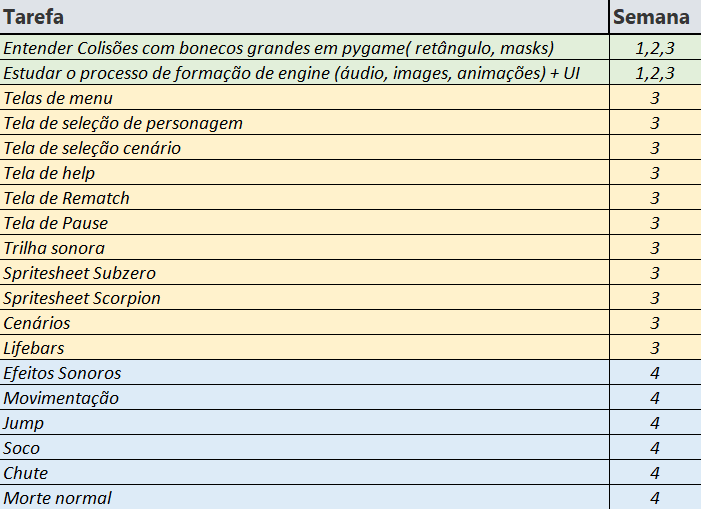 Tarefa Semana
Entender Colisões com bonecos grandes em pygame( retângulo, masks) 1,2,3
Estudar o processo de formação de engine (áudio, images, animações) + UI 1,2,3
Telas de menu 3
Tela de seleção de personagem 3
Tela de seleção cenário 3
Tela de help 3
Tela de Rematch 3
Tela de Pause 3
Trilha sonora 3
Spritesheet Subzero 3
Spritesheet Scorpion 3
Cenários 3
Lifebars 3
Efeitos Sonoros 4
Movimentação 4
Jump 4
Soco 4
Chute 4
Morte normal 4